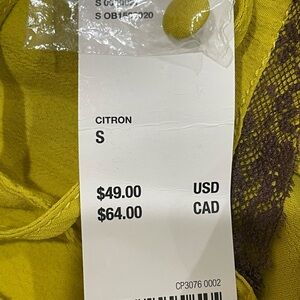 CITRON
S
$49.00 USD
$64.00 CAD
CP3076 0002